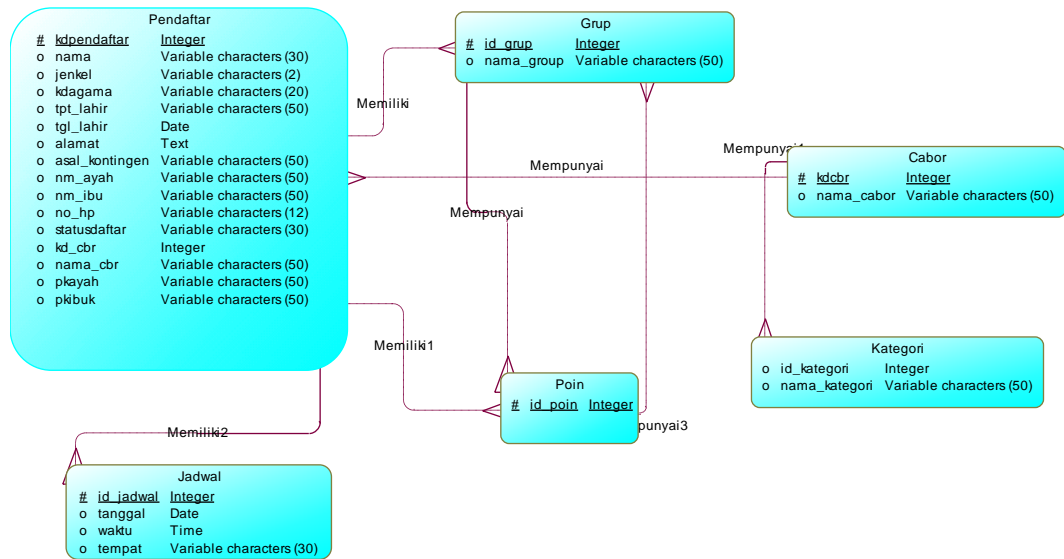 Pendaftar
# kdpendaftar Integer
o nama Variable characters (30)
o jenkel Variable characters (2)
o kdagama Variable characters (20)
o tpt_lahir Variable characters (50)
o tgl_lahir Date
o alamat Text
o asal_kontingen Variable characters (50)
o nm_ayah Variable characters (50)
o nm_ibu Variable characters (50)
o no_hp Variable characters (12)
o statusdaftar Variable characters (30)
o kd_cbr Integer
o nama_cbr Variable characters (50)
o pkayah Variable characters (50)
o pkibuk Variable characters (50)
Grup
# id_grup Integer
o nama_group Variable characters (50)
Memiliki
Mempunyai
Mempunyai1
Cabor
# kdcbr Integer
o nama_cabor Variable characters (50)
Mempunyai
Memiliki1
Kategori
o id_kategori Integer
o nama_kategori Variable characters (50)
Poin
# id_poin Integer
punyai3
Memiliki2
Jadwal
# id_jadwal Integer
o tanggal Date
o waktu Time
o tempat Variable characters (30)